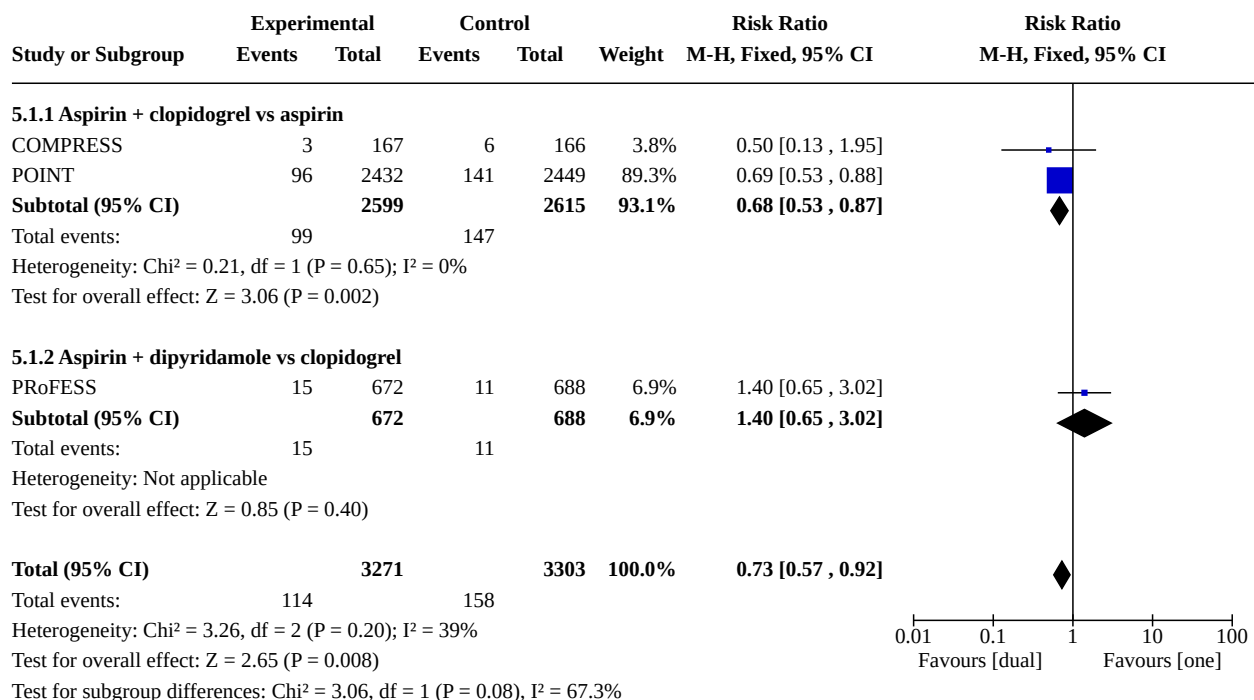 Experimental Control Risk Ratio Risk Ratio
Study or Subgroup Events Total Events Total Weight M-H, Fixed, 95% CI M-H, Fixed, 95% CI
5.1.1 Aspirin + clopidogrel vs aspirin
COMPRESS 3 167 6 166 3.8% 0.50 [0.13 , 1.95]
POINT 96 2432 141 2449 89.3% 0.69 [0.53 , 0.88]
Subtotal (95% CI) 2599 2615 93.1% 0.68 [0.53 , 0.87]
Total events: 99 147
Heterogeneity: Chi² = 0.21, df = 1 (P = 0.65); I² = 0%
Test for overall effect: Z = 3.06 (P = 0.002)
5.1.2 Aspirin + dipyridamole vs clopidogrel
PRoFESS 15 672 11 688 6.9% 1.40 [0.65 , 3.02]
Subtotal (95% CI) 672 688 6.9% 1.40 [0.65 , 3.02]
Total events: 15 11
Heterogeneity: Not applicable
Test for overall effect: Z = 0.85 (P = 0.40)
Total (95% CI) 3271 3303 100.0% 0.73 [0.57 , 0.92]
Total events: 114 158
Heterogeneity: Chi² = 3.26, df = 2 (P = 0.20); I² = 39%
0.01 0.1 1 10 100
Test for overall effect: Z = 2.65 (P = 0.008)
Favours [dual] Favours [one]
Test for subgroup differences: Chi² = 3.06, df = 1 (P = 0.08), I² = 67.3%